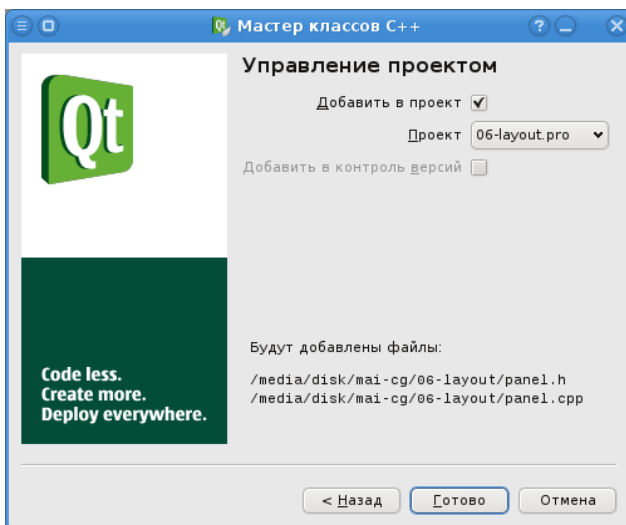 Мастер классов C++
Qt
Управление проектом
Добавить в проект
Проект 06-layout.pro
Добавить в контроль версий
Будут добавлены файлы:
/media/disk/mai-cg/06-layout/panel.h
/media/disk/mai-cg/06-layout/panel.cpp
Code less.
Create more.
Deploy everywhere.
< Назад Готово Отмена